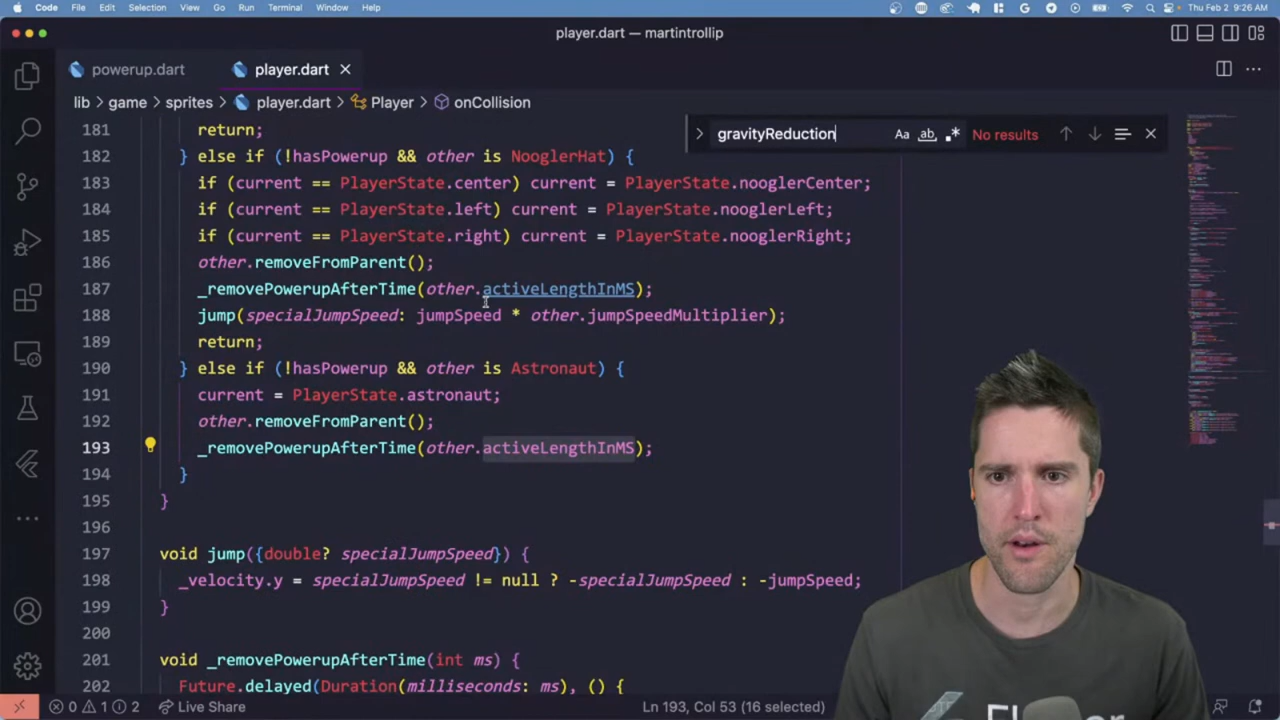 Code File Edit Selection View Go Run Terminal Window Help Thu Feb 2 9:26 AM
player.dart — martintrollip
powerup.dart player.dart
lib > game > sprites > player.dart > Player > onCollision
gravityReduction Aa ab No results
181 return;
182 } else if (!hasPowerup && other is NooglerHat) {
183 if (current == PlayerState.center) current = PlayerState.nooglerCenter;
184 if (current == PlayerState.left) current = PlayerState.nooglerLeft;
185 if (current == PlayerState.right) current = PlayerState.nooglerRight;
186 other.removeFromParent();
187 _removePowerupAfterTime(other.activeLengthInMS);
188 jump(specialJumpSpeed: jumpSpeed * other.jumpSpeedMultiplier);
189 return;
190 } else if (!hasPowerup && other is Astronaut) {
191 current = PlayerState.astronaut;
192 other.removeFromParent();
193 _removePowerupAfterTime(other.activeLengthInMS);
194 }
195 }
196
197 void jump({double? specialJumpSpeed}) {
198 _velocity.y = specialJumpSpeed != null ? -specialJumpSpeed : -jumpSpeed;
199 }
200
201 void _removePowerupAfterTime(int ms) {
202 Future.delayed(Duration(milliseconds: ms), () {
0 1 2 Live Share Ln 193, Col 53 (16 selected)